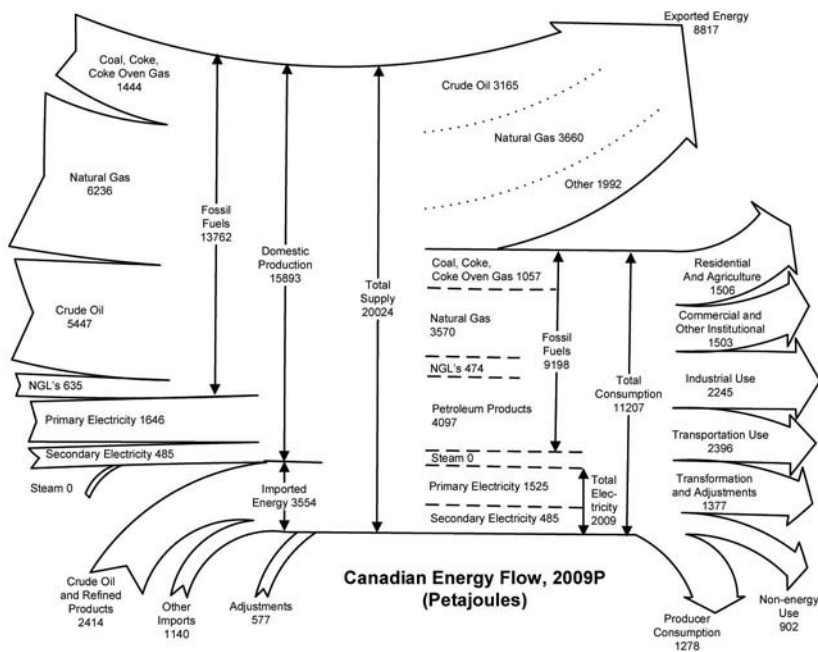 Exported Energy
8817
Coal, Coke,
Coke Oven Gas
1444
Crude Oil 3165
Natural Gas 3660
Natural Gas
6236
Other 1992
Fossil
Fuels
13762
Domestic
Production
15893
Total
Supply
20024
Coal, Coke,
Coke Oven Gas 1057
Residential
And Agriculture
1506
Crude Oil
5447
Natural Gas
3570
Fossil
Fuels
9198
Commercial and
Other Institutional
1503
NGL's 474
NGL's 635
Total
Consumption
11207
Industrial Use
2245
Petroleum Products
4097
Primary Electricity 1646
Transportation Use
2396
Secondary Electricity 485
Steam 0
Steam 0
Imported
Energy 3554
Primary Electricity 1525
Total
Elec-
tricity
2009
Transformation
and Adjustments
1377
Secondary Electricity 485
Crude Oil
and Refined
Products
2414
Other
Imports
1140
Adjustments
577
Canadian Energy Flow, 2009P
(Petajoules)
Producer
Consumption
1278
Non-energy
Use
902